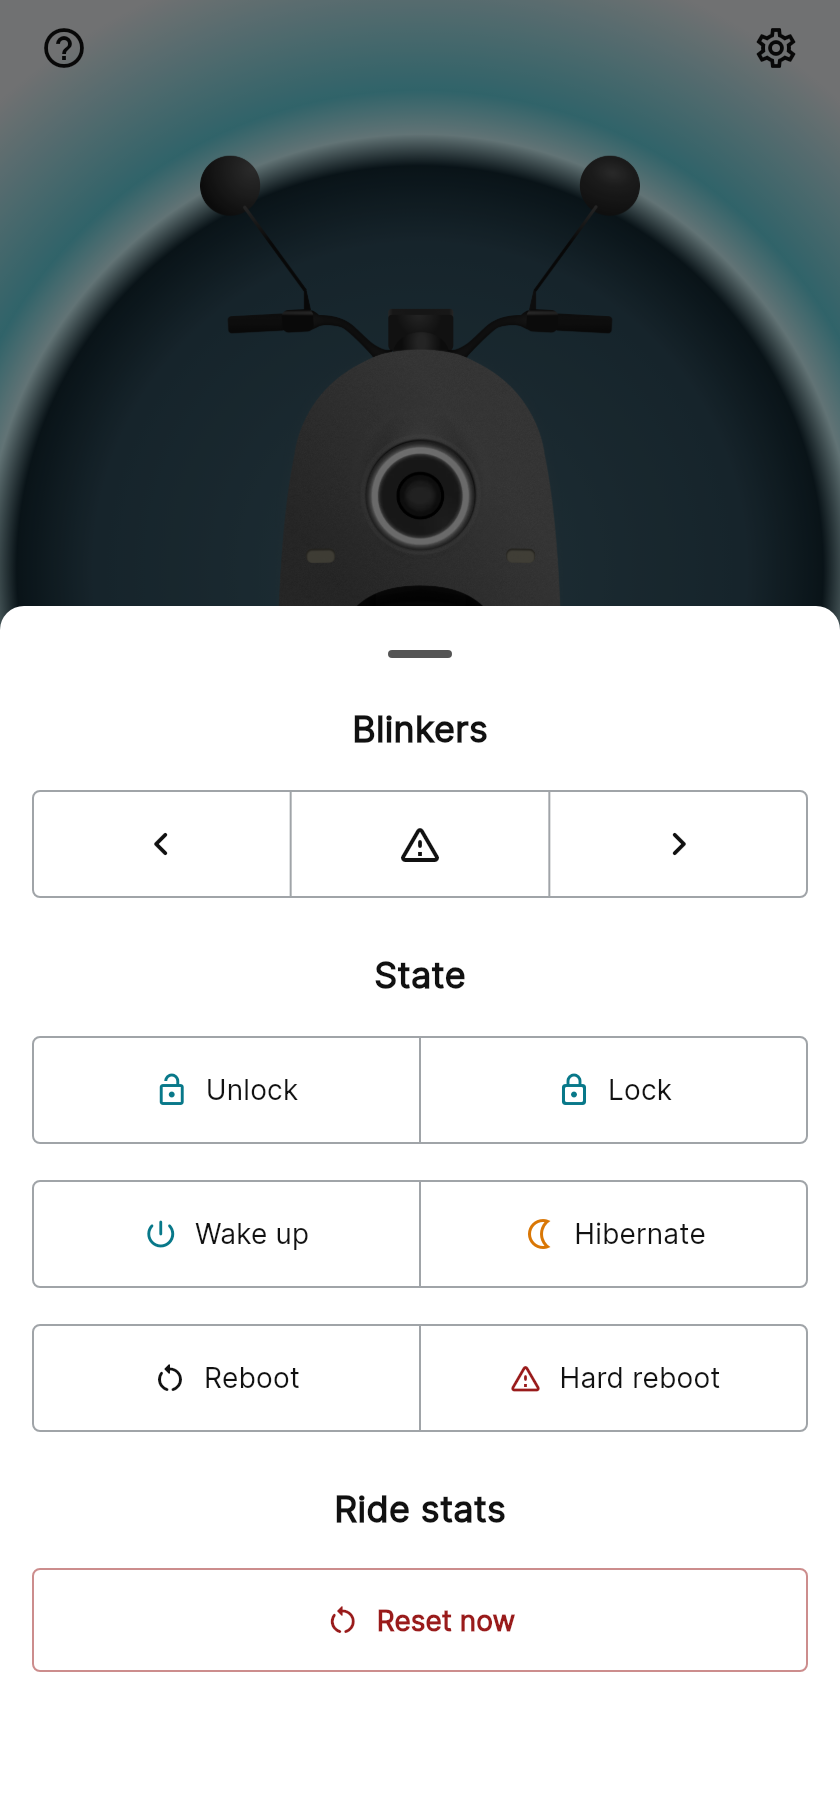 Blinkers
State
Unlock
Lock
Wake up
Hibernate
Reboot
Hard reboot
Ride stats
Reset now